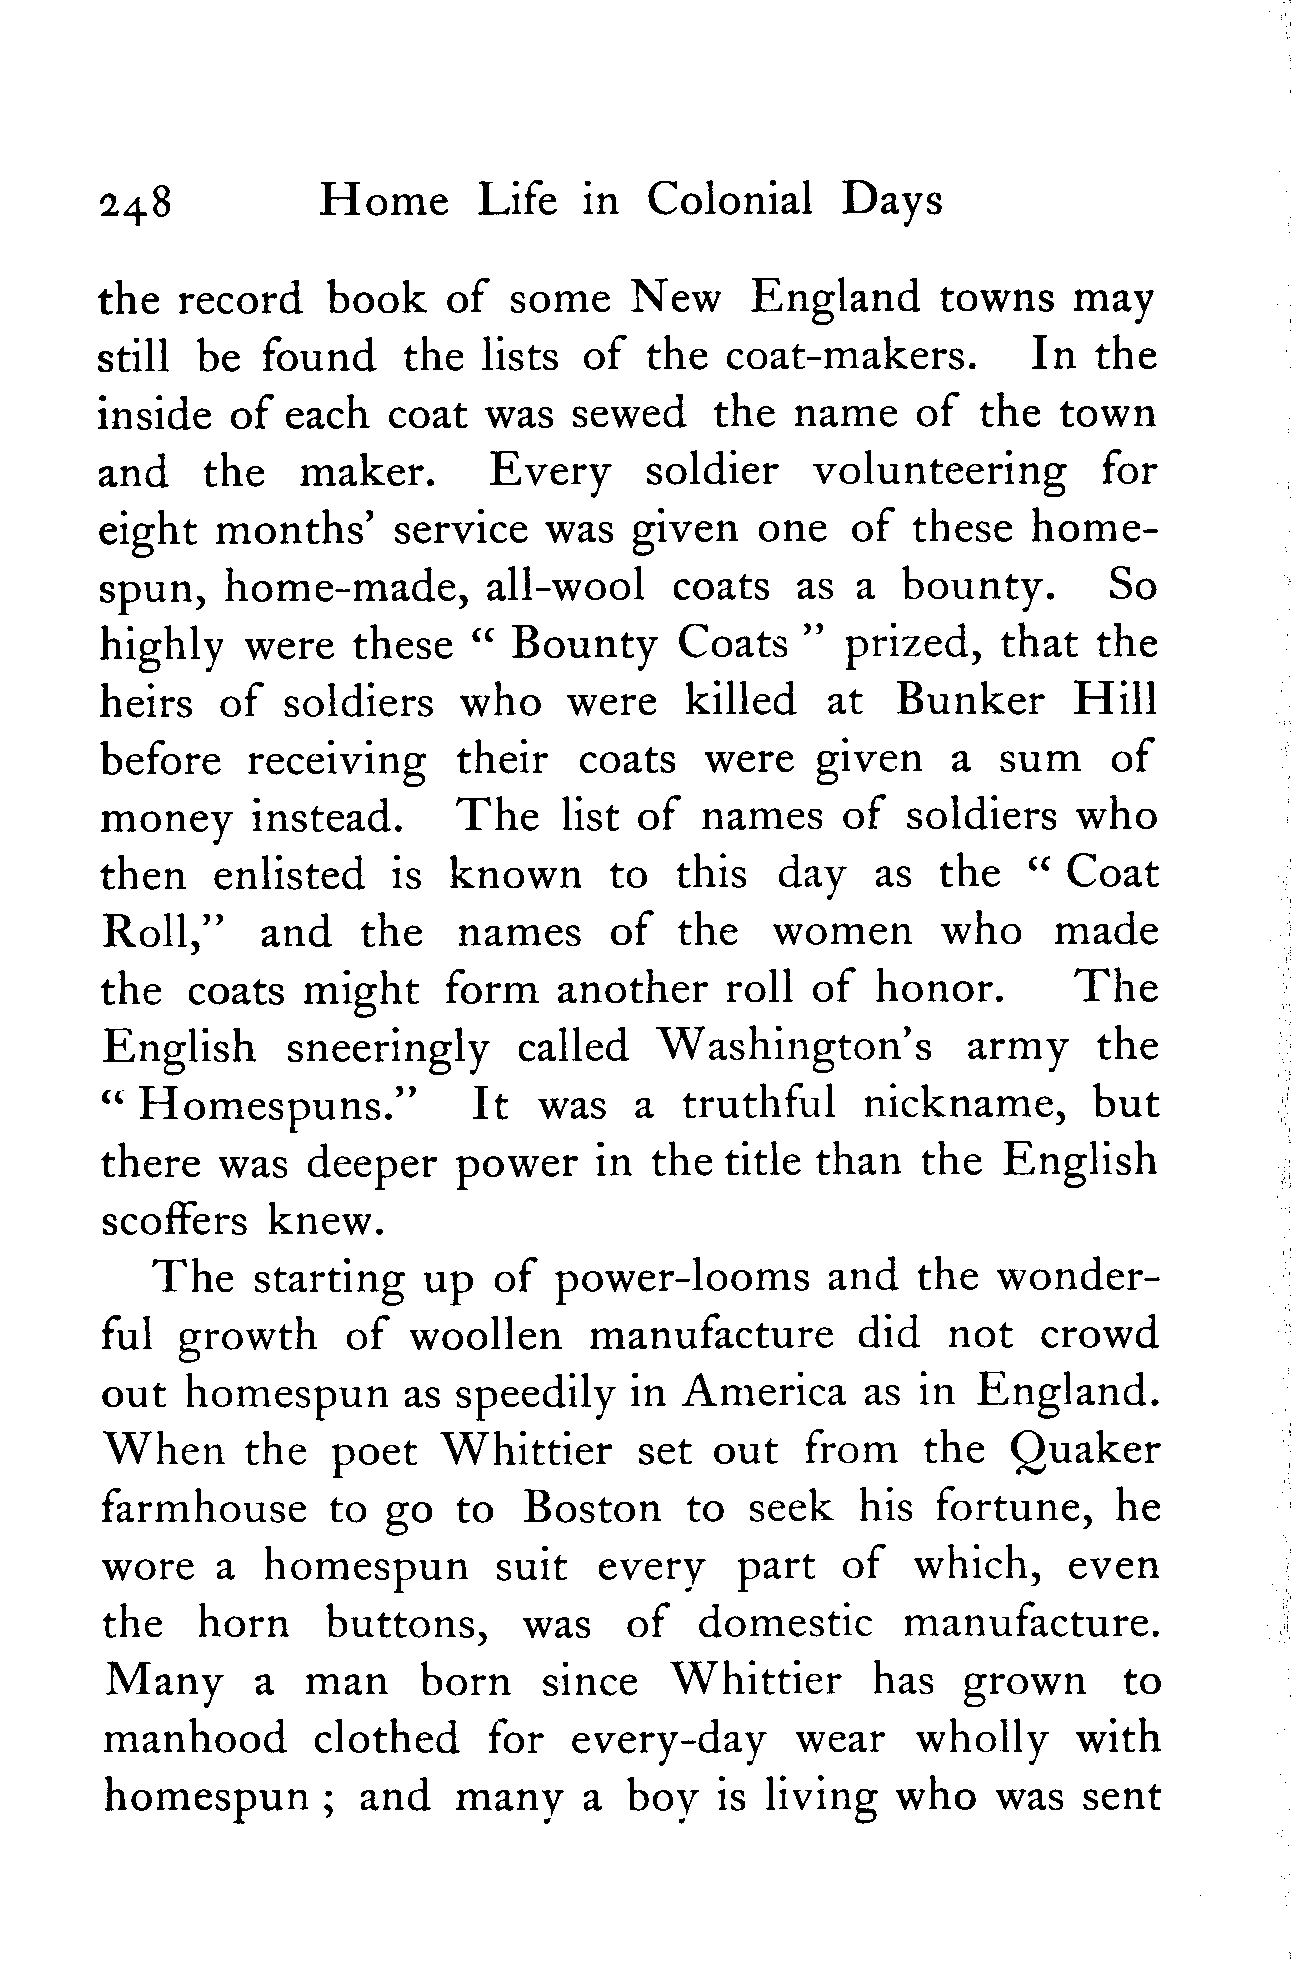 248 Home Life in Colonial Days
the record book of some New England towns may
still be found the lists of the coat-makers. In the
inside of each coat was sewed the name of the town
and the maker. Every soldier volunteering for
eight months' service was given one of these home-
spun, home-made, all-wool coats as a bounty. So
highly were these “ Bounty Coats ” prized, that the
heirs of soldiers who were killed at Bunker Hill
before receiving their coats were given a sum of
money instead. The list of names of soldiers who
then enlisted is known to this day as the “ Coat
Roll,” and the names of the women who made
the coats might form another roll of honor. The
English sneeringly called Washington's army the
“ Homespuns.” It was a truthful nickname, but
there was deeper power in the title than the English
scoffers knew.
The starting up of power-looms and the wonder-
ful growth of woollen manufacture did not crowd
out homespun as speedily in America as in England.
When the poet Whittier set out from the Quaker
farmhouse to go to Boston to seek his fortune, he
wore a homespun suit every part of which, even
the horn buttons, was of domestic manufacture.
Many a man born since Whittier has grown to
manhood clothed for every-day wear wholly with
homespun ; and many a boy is living who was sent